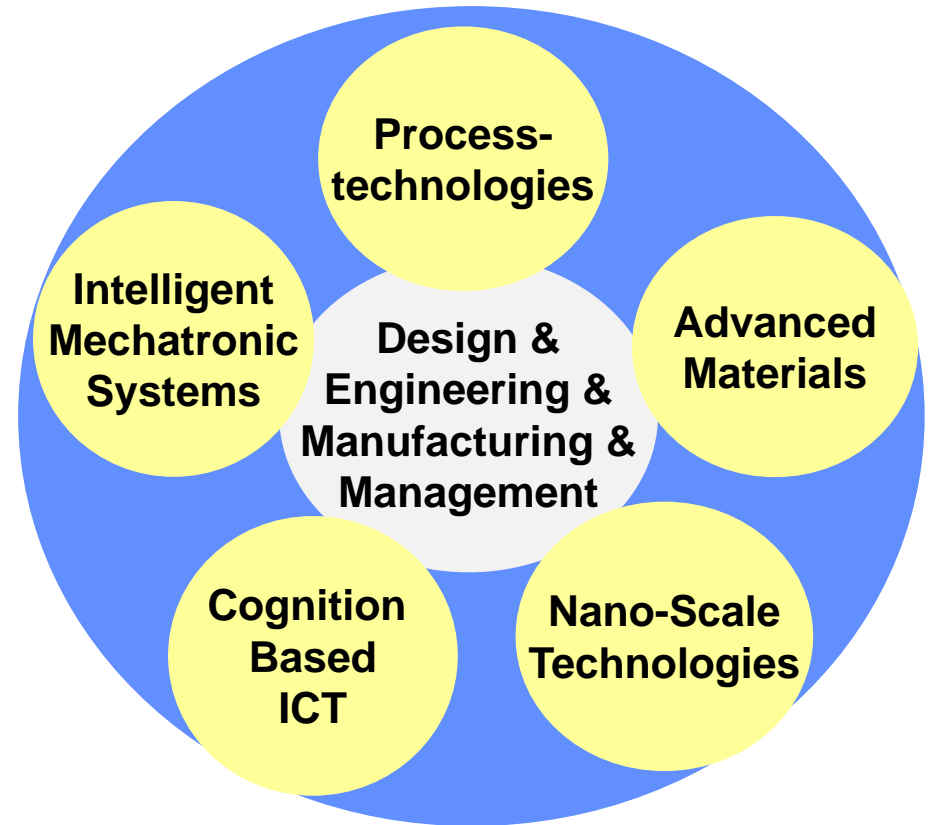 Process-
technologies
Intelligent
Mechatronic
Systems
Design &
Engineering &
Manufacturing &
Management
Advanced
Materials
Cognition
Based
ICT
Nano-Scale
Technologies